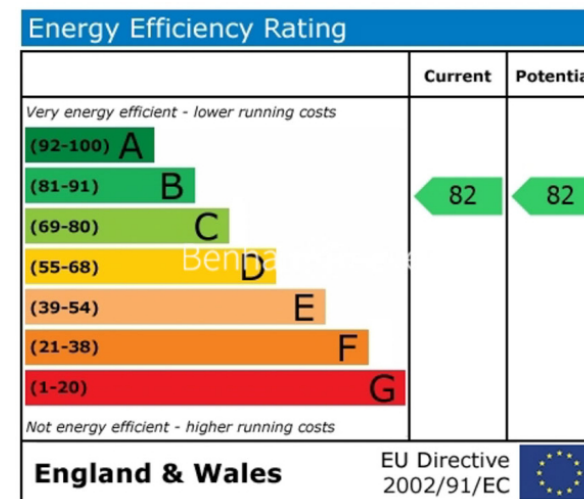 Energy Efficiency Rating
Current Potentia
Very energy efficient - lower running costs
(92-100) A
(81-91) B
82 82
(69-80) C
(55-68) D
(39-54) E
(21-38) F
(1-20) G
Not energy efficient - higher running costs
England & Wales
EU Directive
2002/91/EC